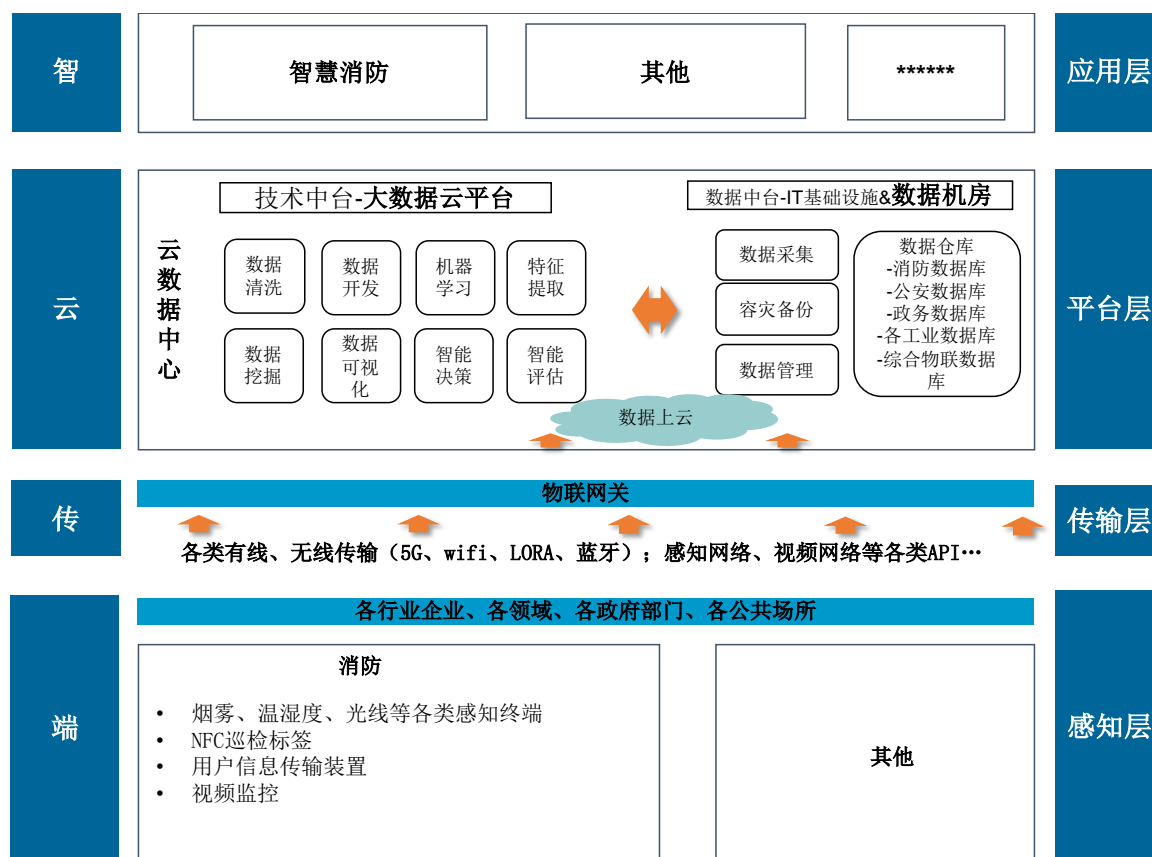 智
智慧消防
其他
******
应用层
云
云
数
据
中
心
技术中台-大数据云平台
数据
清洗
数据
开发
机器
学习
特征
提取
数据
挖掘
数据
可视
化
智能
决策
智能
评估
数据中台-IT基础设施&数据机房
数据采集
容灾备份
数据管理
数据仓库
-消防数据库
-公安数据库
-政务数据库
-各工业数据库
-综合物联数据
库
数据上云
平台层
传
物联网关
各类有线、无线传输（5G、wifi、LORA、蓝牙）；感知网络、视频网络等各类API…
传输层
端
各行业企业、各领域、各政府部门、各公共场所
消防
• 烟雾、温湿度、光线等各类感知终端
• NFC巡检标签
• 用户信息传输装置
• 视频监控
其他
感知层